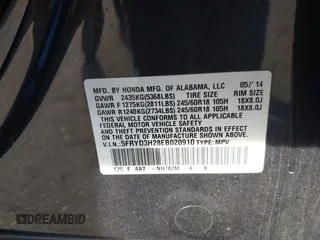 MFD. BY HONDA MFG. OF ALABAMA, LLC 05/'14
GVWR 2435KG(5368LBS) TIRE SIZE RIM SIZE
GAWR F 1275KG(2811LBS) 245/60R18 105H 18X8.0J
GAWR R 1240KG(2734LBS) 245/60R18 105H 18X8.0J
THIS VEHICLE CONFORMS TO ALL APPLICABLE
FEDERAL MOTOR VEHICLE SAFETY AND
THEFT PREVENTION STANDARDS IN EFFECT ON
THE DATE OF MANUFACTURE SHOWN ABOVE.
V.I.N.: 5FRYD3H28EB020910 TYPE: MPV
NH782M
RAWBIDAMID